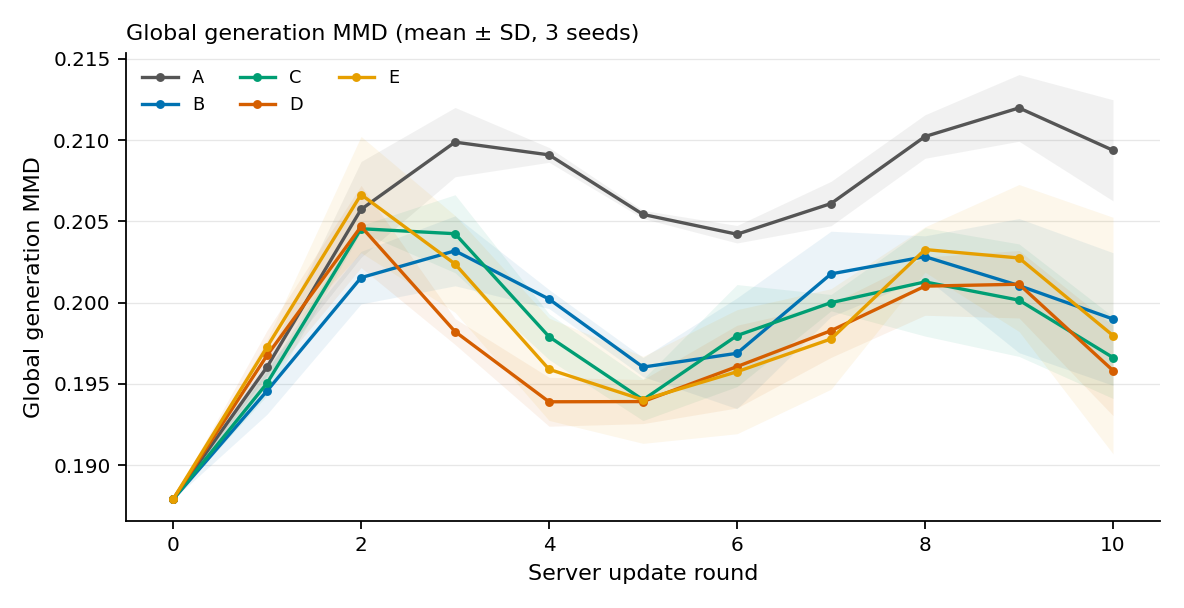 Global generation MMD (mean ± SD, 3 seeds)
0.215
0.210
0.205
0.200
0.195
0.190
Global generation MMD
A C E
B D
0 2 4 6 8 10
Server update round